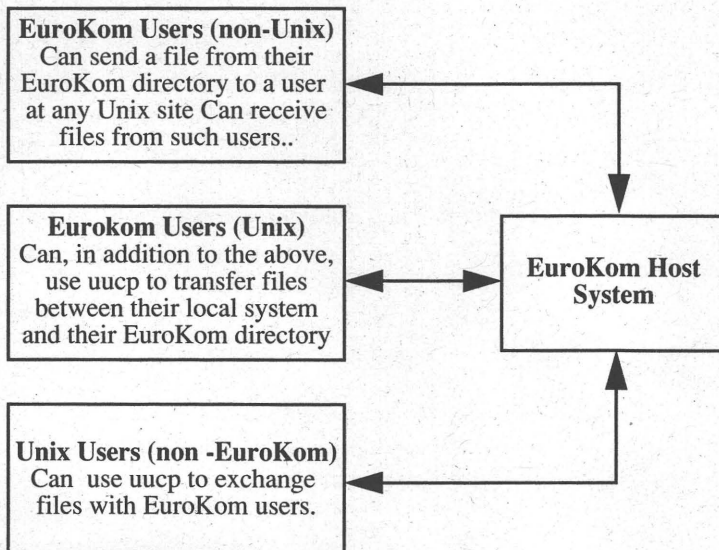 EuroKom Users (non-Unix)
Can send a file from their
EuroKom directory to a user
at any Unix site Can receive
files from such users..
Eurokom Users (Unix)
Can, in addition to the above,
use uucp to transfer files
between their local system
and their EuroKom directory
EuroKom Host
System
Unix Users (non -EuroKom)
Can use uucp to exchange
files with EuroKom users.